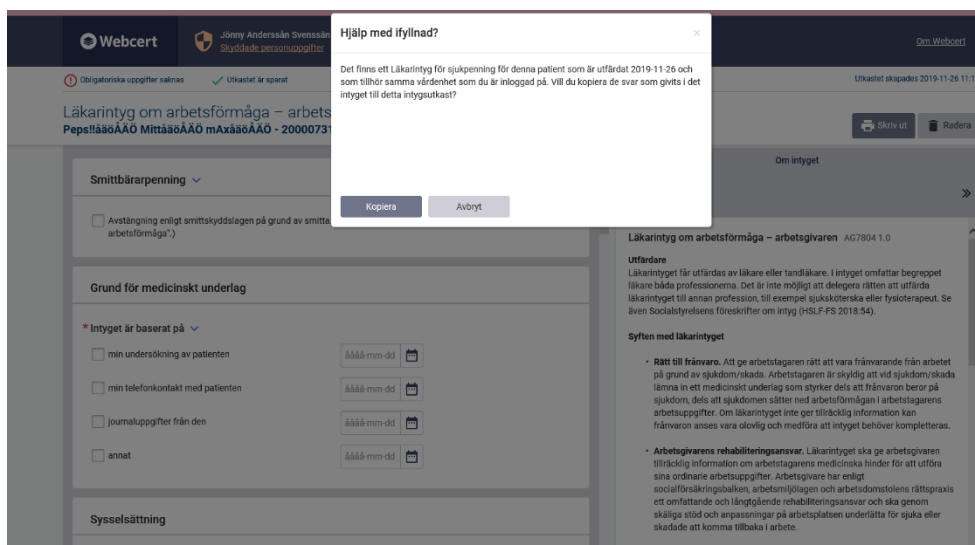 Webcert
Jönny Anderssån Svenssän
Skyddade personuppgifter
Om Webcert
Hjälp med ifyllnad?
×
Det finns ett Läkarintyg för sjukpenning för denna patient som är utfärdat 2019-11-26 och
som tillhör samma vårdenhet som du är inloggad på. Vill du kopiera de svar som givits i det
intyget till detta intygsutkast?
Kopiera
Avbryt
Obligatoriska uppgifter saknas
Utkastet är sparat
Utkastet skapades 2019-11-26 11:1
Läkarintyg om arbetsförmåga – arbets
Peps!!åäöÅÄÖ MittåäöÅÄÖ mAxåäöÅÄÖ - 20000731
Skriv ut
Radera
Smittbärarpenning
Avstängning enligt smittskyddslagen på grund av smitta.
arbetsförmåga".)
Grund för medicinskt underlag
* Intyget är baserat på
min undersökning av patienten
åååå-mm-dd
min telefonkontakt med patienten
åååå-mm-dd
journaluppgifter från den
åååå-mm-dd
annat
åååå-mm-dd
Sysselsättning
Om intyget
Läkarintyg om arbetsförmåga – arbetsgivaren AG7804 1.0
Utfärdare
Läkarintyget får utfärdas av läkare eller tandläkare. I intyget omfattar begreppet
läkare båda professionerna. Det är inte möjligt att delegera rätten att utfärda
läkarintyget till annan profession, till exempel sjuksköterska eller fysioterapeut. Se
även Socialstyrelsens föreskrifter om intyg (HSLF-FS 2018:54).
Syften med läkarintyget
• Rätt till frånvaro. Att ge arbetstagaren rätt att vara frånvarande från arbetet
på grund av sjukdom/skada. Arbetstagaren är skyldig att vid sjukdom/skada
lämna in ett medicinskt underlag som styrker dels att frånvaron beror på
sjukdom, dels att sjukdomen sätter ned arbetsförmågan i arbetstagarens
arbetsuppgifter. Om läkarintyget inte ger tillräcklig information kan
frånvaron anses vara olovlig och medföra att intyget behöver kompletteras.
• Arbetsgivarens rehabiliteringsansvar. Läkarintyget ska ge arbetsgivaren
tillräcklig information om arbetstagarens medicinska hinder för att utföra
sina ordinarie arbetsuppgifter. Arbetsgivare har enligt
socialförsäkringsbalken, arbetsmiljölagen och arbetsdomstolens rättspraxis
ett omfattande och långtgående rehabiliteringsansvar och ska genom
skäliga stöd och anpassningar på arbetsplatsen underlätta för sjuka eller
skadade att komma tillbaka i arbete.